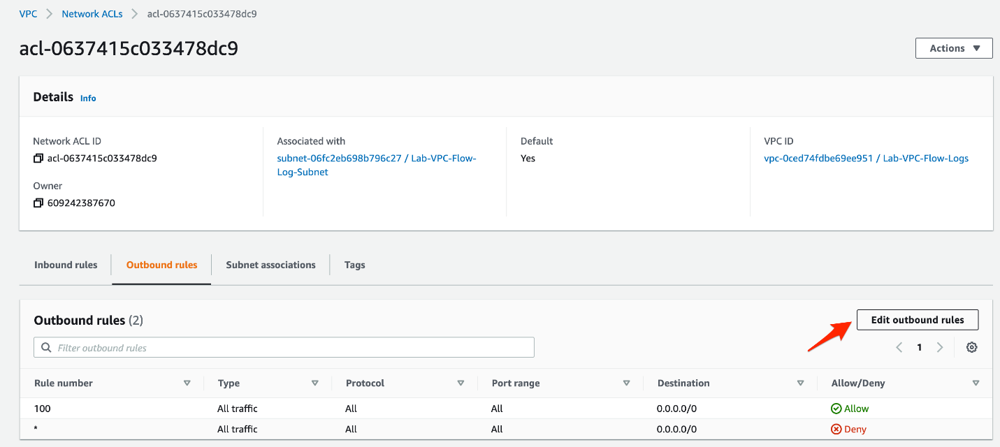 VPC > Network ACLs > acl-0637415c033478dc9
acl-0637415c033478dc9
Actions ▼
Details Info
Network ACL ID
acl-0637415c033478dc9
Owner
609242387670
Associated with
subnet-06fc2eb698b796c27 / Lab-VPC-Flow-
Log-Subnet
Default
Yes
VPC ID
vpc-0ced74fdbe69ee951 / Lab-VPC-Flow-Logs
Inbound rules Outbound rules Subnet associations Tags
Outbound rules (2)
Edit outbound rules
Filter outbound rules
< 1 >
Rule number Type Protocol Port range Destination Allow/Deny
100 All traffic All All 0.0.0.0/0 Allow
* All traffic All All 0.0.0.0/0 Deny